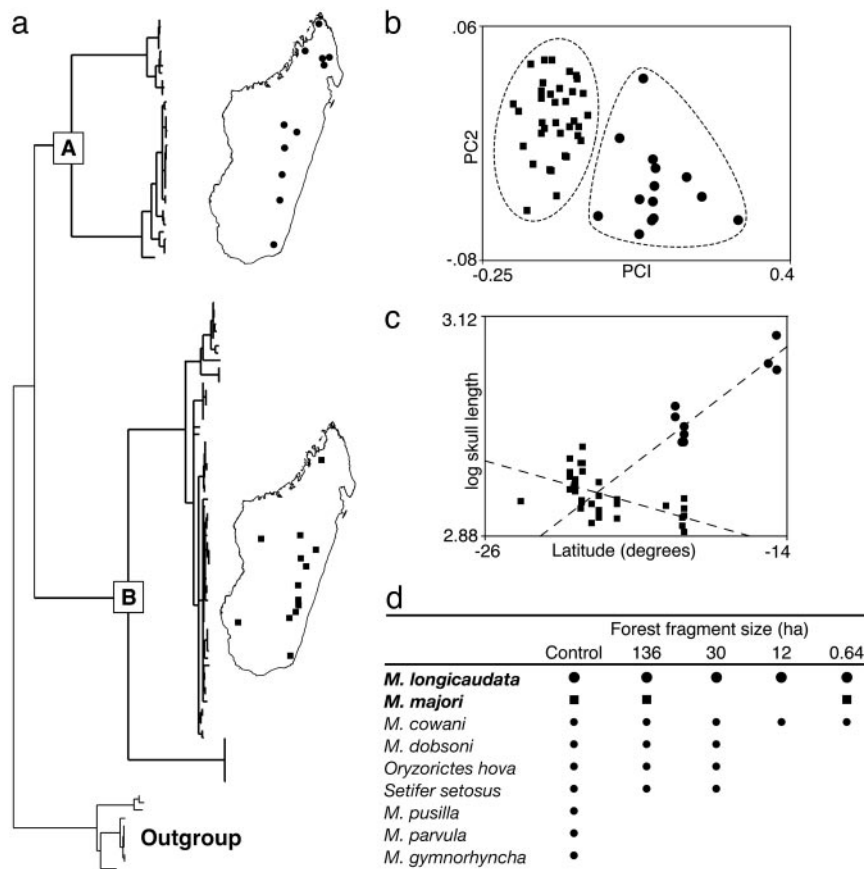 a
A
B
Outgroup
b
.06
PC2
-.08
-0.25
PCI
0.4
c
3.12
log skull length
2.88
-26
Latitude (degrees)
-14
d
Forest fragment size (ha)
Control 136 30 12 0.64
M. longicaudata
M. majori
M. cowani
M. dobsoni
Oryzorictes hova
Setifer setosus
M. pusilla
M. parvula
M. gymnorhyncha